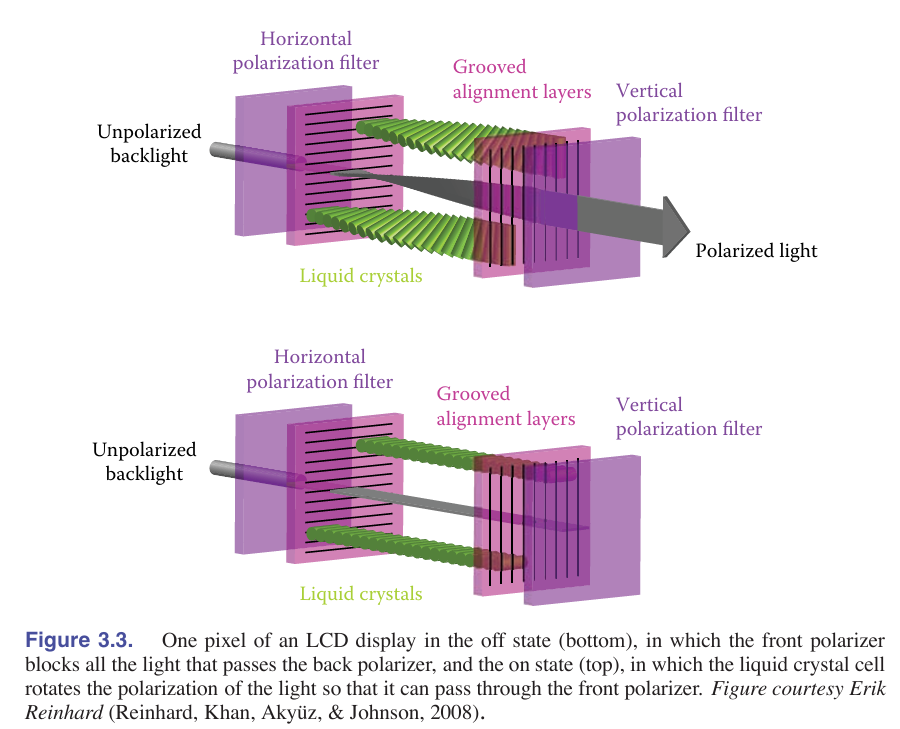 Horizontal
polarization filter
Grooved
alignment layers
Vertical
polarization filter
Unpolarized
backlight
Polarized light
Liquid crystals
Horizontal
polarization filter
Grooved
alignment layers
Vertical
polarization filter
Unpolarized
backlight
Liquid crystals
Figure 3.3. One pixel of an LCD display in the off state (bottom), in which the front polarizer
blocks all the light that passes the back polarizer, and the on state (top), in which the liquid crystal cell
rotates the polarization of the light so that it can pass through the front polarizer. Figure courtesy Erik
Reinhard (Reinhard, Khan, Akyüz, & Johnson, 2008).